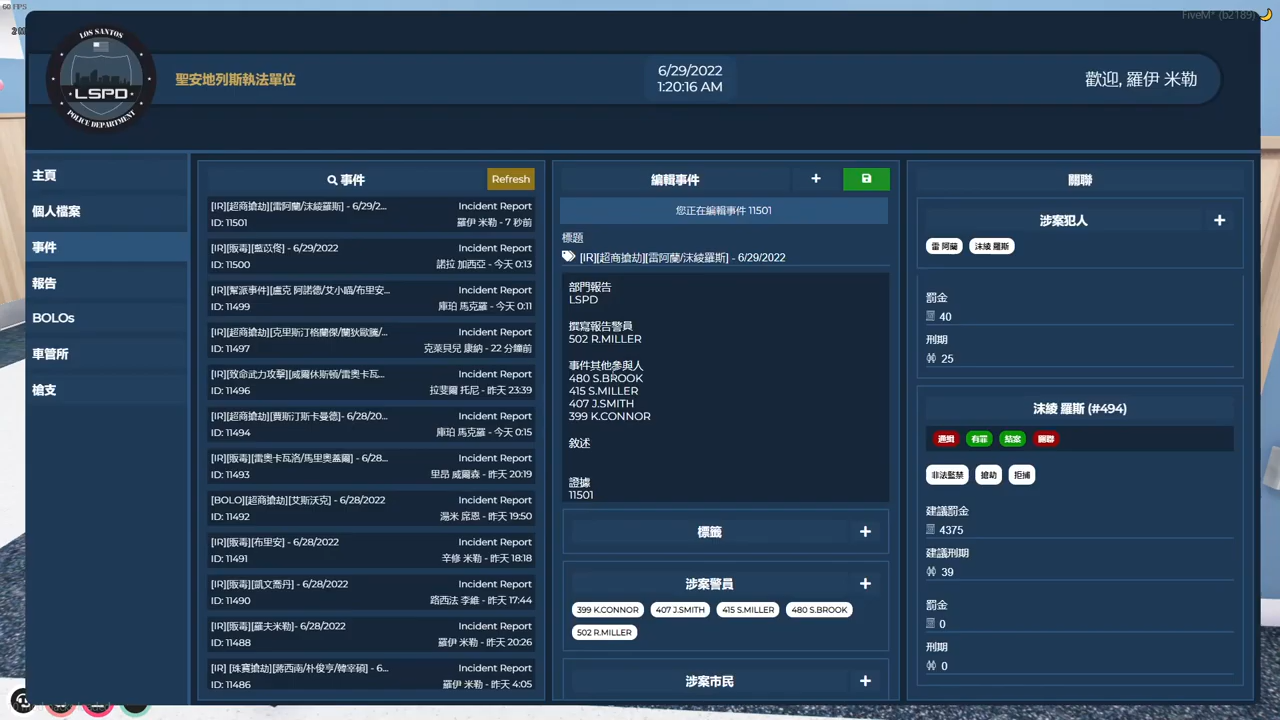 60 FPS
FiveM* (b2189)
LOS SANTOS
LSPD
POLICE DEPARTMENT
聖安地列斯執法單位
6/29/2022
1:20:16 AM
歡迎, 羅伊 米勒
主頁
個人檔案
事件
報告
BOLOs
車管所
槍支
事件
Refresh
[IR][超商搶劫][雷阿蘭/沫綾羅斯] - 6/29/2...
Incident Report
ID: 11501
羅伊 米勒 - 7 秒前
[IR][販毒][藍苡俊] - 6/29/2022
Incident Report
ID: 11500
諾拉 加西亞 - 今天 0:13
[IR][幫派事件][盧克 阿諾德/艾小喵/布里安...
Incident Report
ID: 11499
庫珀 馬克羅 - 今天 0:11
[IR][超商搶劫][克里斯汀格蘭傑/蘭狄歐騰/...
Incident Report
ID: 11497
克萊貝兒 康納 - 22 分鐘前
[IR][致命武力攻擊][威爾休斯頓/雷奧卡瓦...
Incident Report
ID: 11496
拉斐爾 托尼 - 昨天 23:39
[IR][超商搶劫][賈斯汀斯卡曼德]- 6/28/20...
Incident Report
ID: 11494
庫珀 馬克羅 - 今天 0:15
[IR][販毒][雷奧卡瓦洛/馬里奧蓋爾] - 6/28...
Incident Report
ID: 11493
里昂 威爾森 - 昨天 20:19
[BOLO][超商搶劫][艾斯沃克] - 6/28/2022
Incident Report
ID: 11492
湯米 席恩 - 昨天 19:50
[IR][販毒][布里安] - 6/28/2022
Incident Report
ID: 11491
辛修 米勒 - 昨天 18:18
[IR][販毒][凱文喬丹] - 6/28/2022
Incident Report
ID: 11490
路西法 李維 - 昨天 17:44
[IR][販毒][羅夫米勒]- 6/28/2022
Incident Report
ID: 11488
羅伊 米勒 - 昨天 20:26
[IR] [珠寶搶劫][蔣西南/朴俊亨/韓宰碩] - 6...
Incident Report
ID: 11486
羅伊 米勒 - 昨天 4:05
編輯事件
您正在編輯事件 11501
標題
[IR][超商搶劫][雷阿蘭/沫綾羅斯] - 6/29/2022
部門報告
LSPD
撰寫報告警員
502 R.MILLER
事件其他參與人
480 S.BROOK
415 S.MILLER
407 J.SMITH
399 K.CONNOR
敘述
證據
11501
標籤
涉案警員
399 K.CONNOR
407 J.SMITH
415 S.MILLER
480 S.BROOK
502 R.MILLER
涉案市民
關聯
涉案犯人
雷 阿蘭
沫綾 羅斯
罰金
40
刑期
25
沫綾 羅斯 (#494)
通緝
有罪
結案
關聯
非法監禁
搶劫
拒捕
建議罰金
4375
建議刑期
39
罰金
0
刑期
0